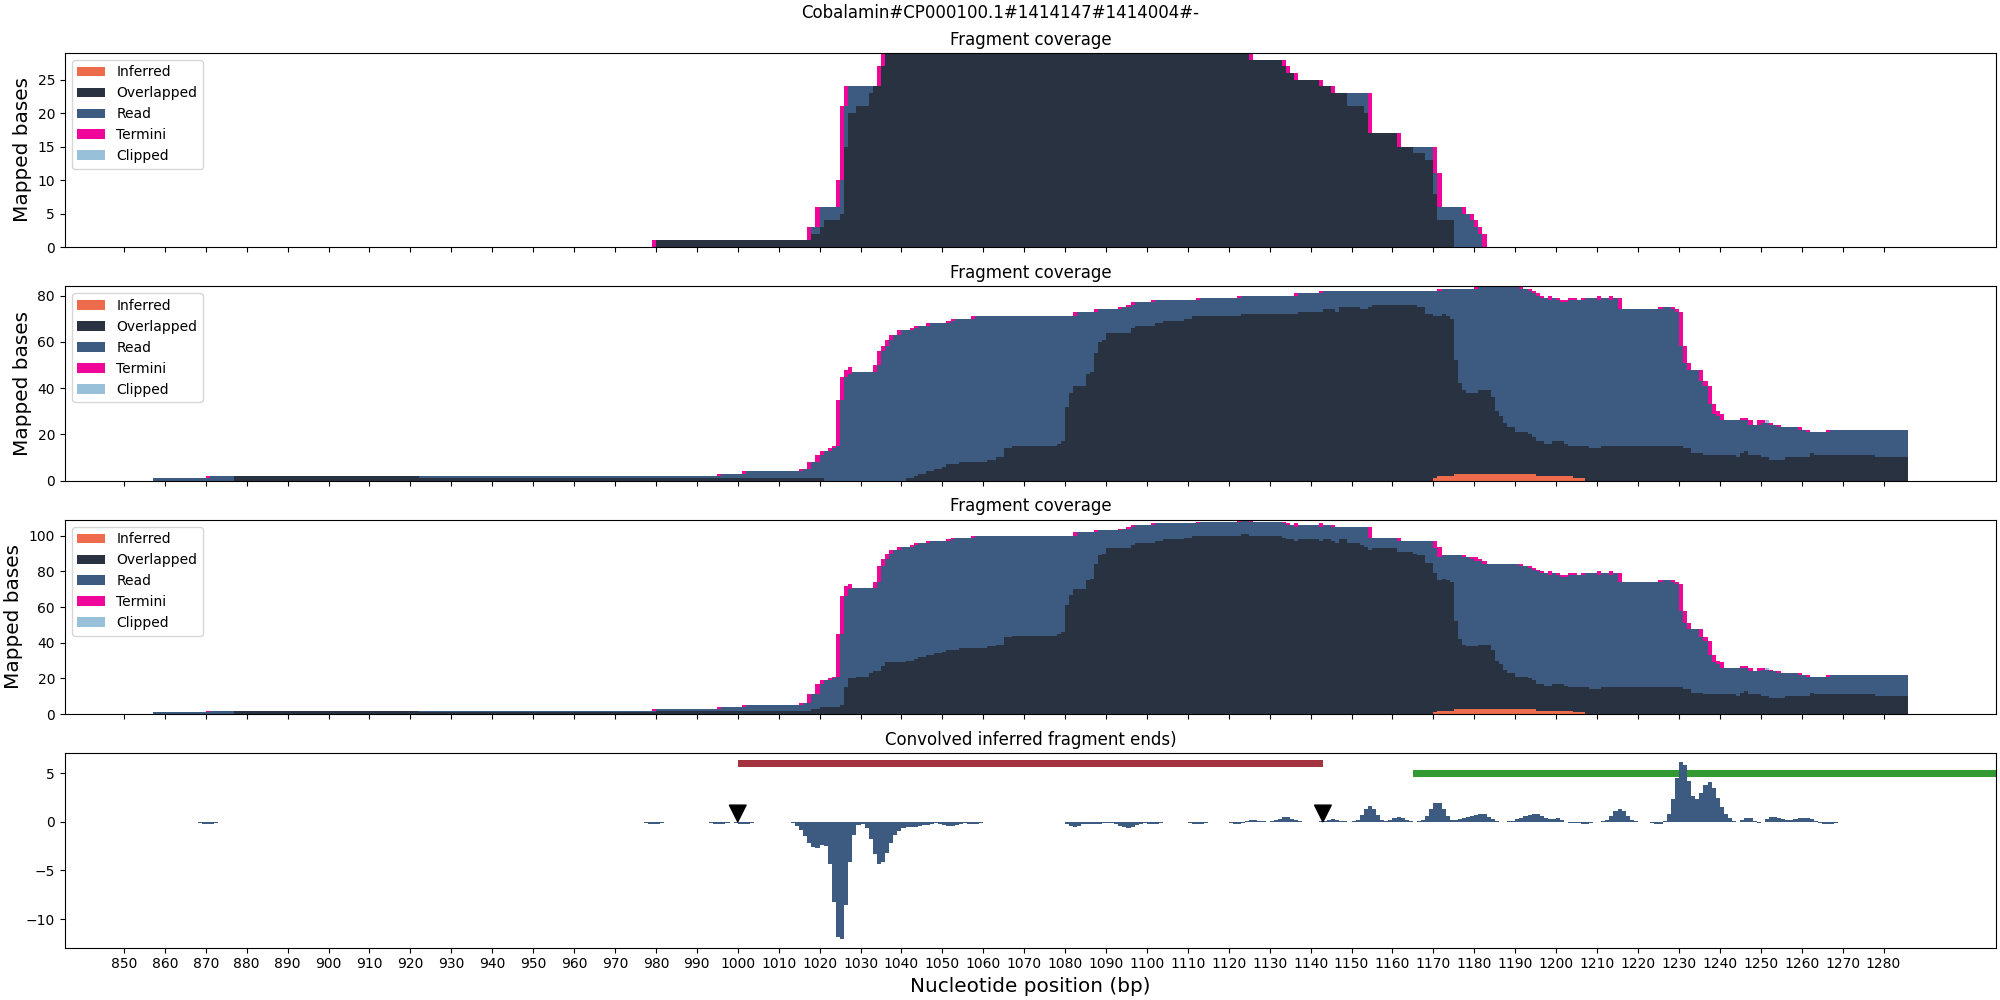 Cobalamin#CP000100.1#1414147#1414004#-
Fragment coverage
Mapped bases
25
20
15
10
5
0
Inferred
Overlapped
Read
Termini
Clipped
Fragment coverage
Mapped bases
80
60
40
20
0
Inferred
Overlapped
Read
Termini
Clipped
Fragment coverage
Mapped bases
100
80
60
40
20
0
Inferred
Overlapped
Read
Termini
Clipped
Convolved inferred fragment ends)
5
0
−5
−10
850 860 870 880 890 900 910 920 930 940 950 960 970 980 990 1000 1010 1020 1030 1040 1050 1060 1070 1080 1090 1100 1110 1120 1130 1140 1150 1160 1170 1180 1190 1200 1210 1220 1230 1240 1250 1260 1270 1280
Nucleotide position (bp)